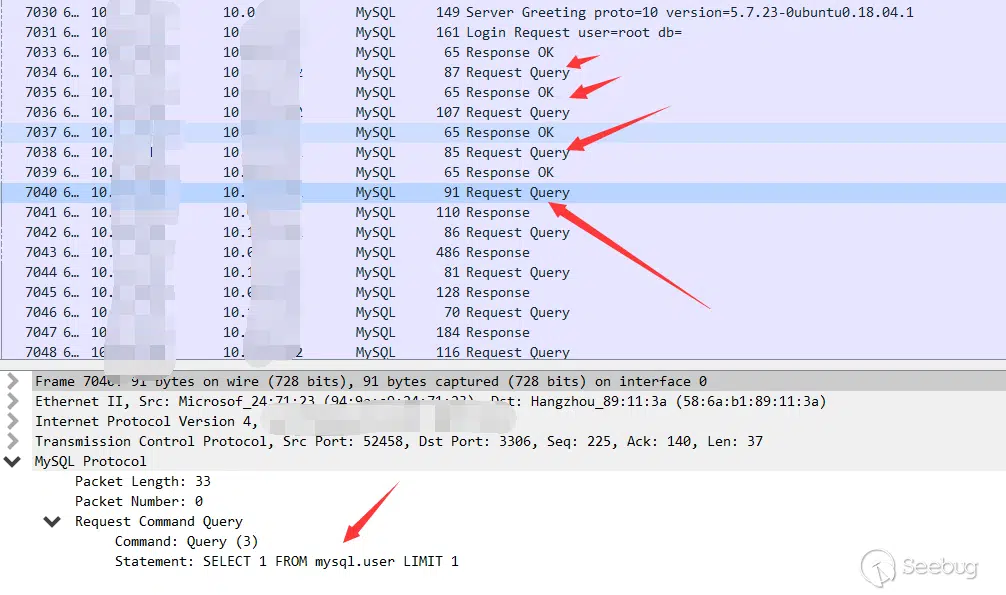 7030 6… 10. 10.0 MySQL 149 Server Greeting proto=10 version=5.7.23-0ubuntu0.18.04.1
7031 6… 10 10. MySQL 161 Login Request user=root db=
7033 6… 10 10. MySQL 65 Response OK
7034 6… 10. 10. MySQL 87 Request Query
7035 6… 10. 10. MySQL 65 Response OK
7036 6… 10. 10. MySQL 107 Request Query
7037 6… 10. 10 MySQL 65 Response OK
7038 6… 10. 10 MySQL 85 Request Query
7039 6… 10. 10 MySQL 65 Response OK
7040 6… 10. 10. MySQL 91 Request Query
7041 6… 10. 10. MySQL 110 Response
7042 6… 10. 10.1 MySQL 86 Request Query
7043 6… 10. 10.0 MySQL 486 Response
7044 6… 10. 10.1 MySQL 81 Request Query
7045 6… 10. 10.0 MySQL 128 Response
7046 6… 10 10. MySQL 70 Request Query
7047 6… 10 10. MySQL 184 Response
7048 6… 10. 10. 2 MySQL 116 Request Query
Frame 7040: 91 bytes on wire (728 bits), 91 bytes captured (728 bits) on interface 0
Ethernet II, Src: Microsof_24:71:23 Dst: Hangzhou_89:11:3a (58:6a:b1:89:11:3a)
Internet Protocol Version 4,
Transmission Control Protocol, Src Port: 52458, Dst Port: 3306, Seq: 225, Ack: 140, Len: 37
MySQL Protocol
Packet Length: 33
Packet Number: 0
Request Command Query
Command: Query (3)
Statement: SELECT 1 FROM mysql.user LIMIT 1
Seebug